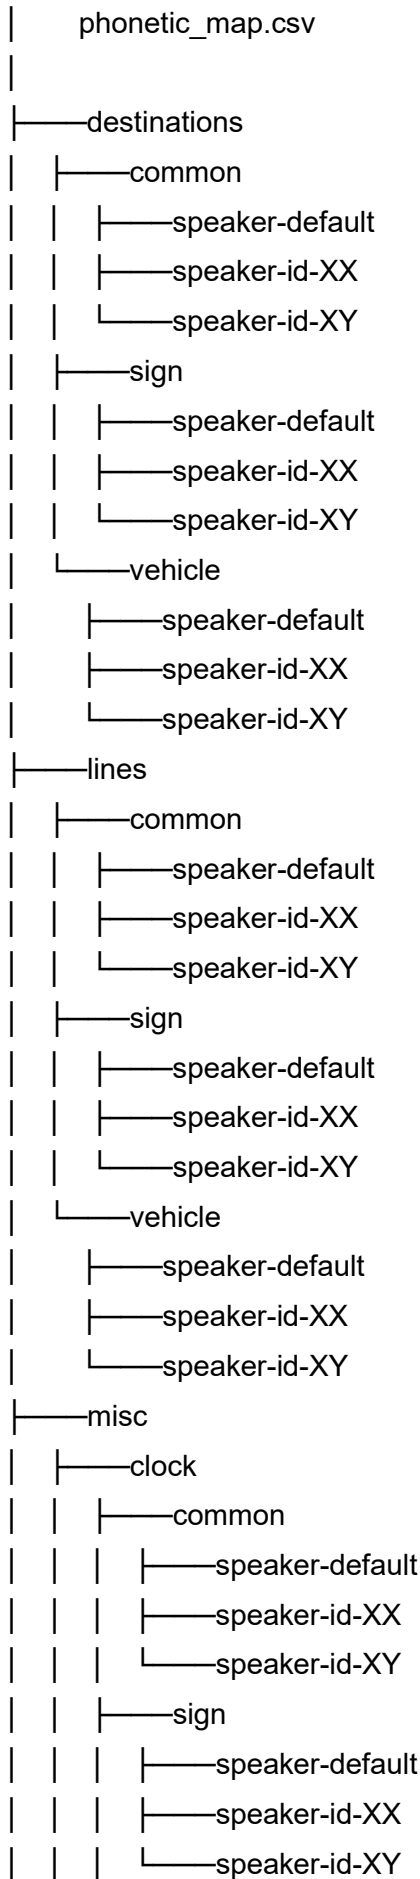 │ phonetic_map.csv
│
├───destinations
│ ├───common
│ │ ├───speaker-default
│ │ ├───speaker-id-XX
│ │ └───speaker-id-XY
│ ├───sign
│ │ ├───speaker-default
│ │ ├───speaker-id-XX
│ │ └───speaker-id-XY
│ └───vehicle
│ ├───speaker-default
│ ├───speaker-id-XX
│ └───speaker-id-XY
├───lines
│ ├───common
│ │ ├───speaker-default
│ │ ├───speaker-id-XX
│ │ └───speaker-id-XY
│ ├───sign
│ │ ├───speaker-default
│ │ ├───speaker-id-XX
│ │ └───speaker-id-XY
│ └───vehicle
│ ├───speaker-default
│ ├───speaker-id-XX
│ └───speaker-id-XY
├───misc
│ ├───clock
│ │ ├───common
│ │ │ ├───speaker-default
│ │ │ ├───speaker-id-XX
│ │ │ └───speaker-id-XY
│ │ ├───sign
│ │ │ ├───speaker-default
│ │ │ ├───speaker-id-XX
│ │ │ └───speaker-id-XY